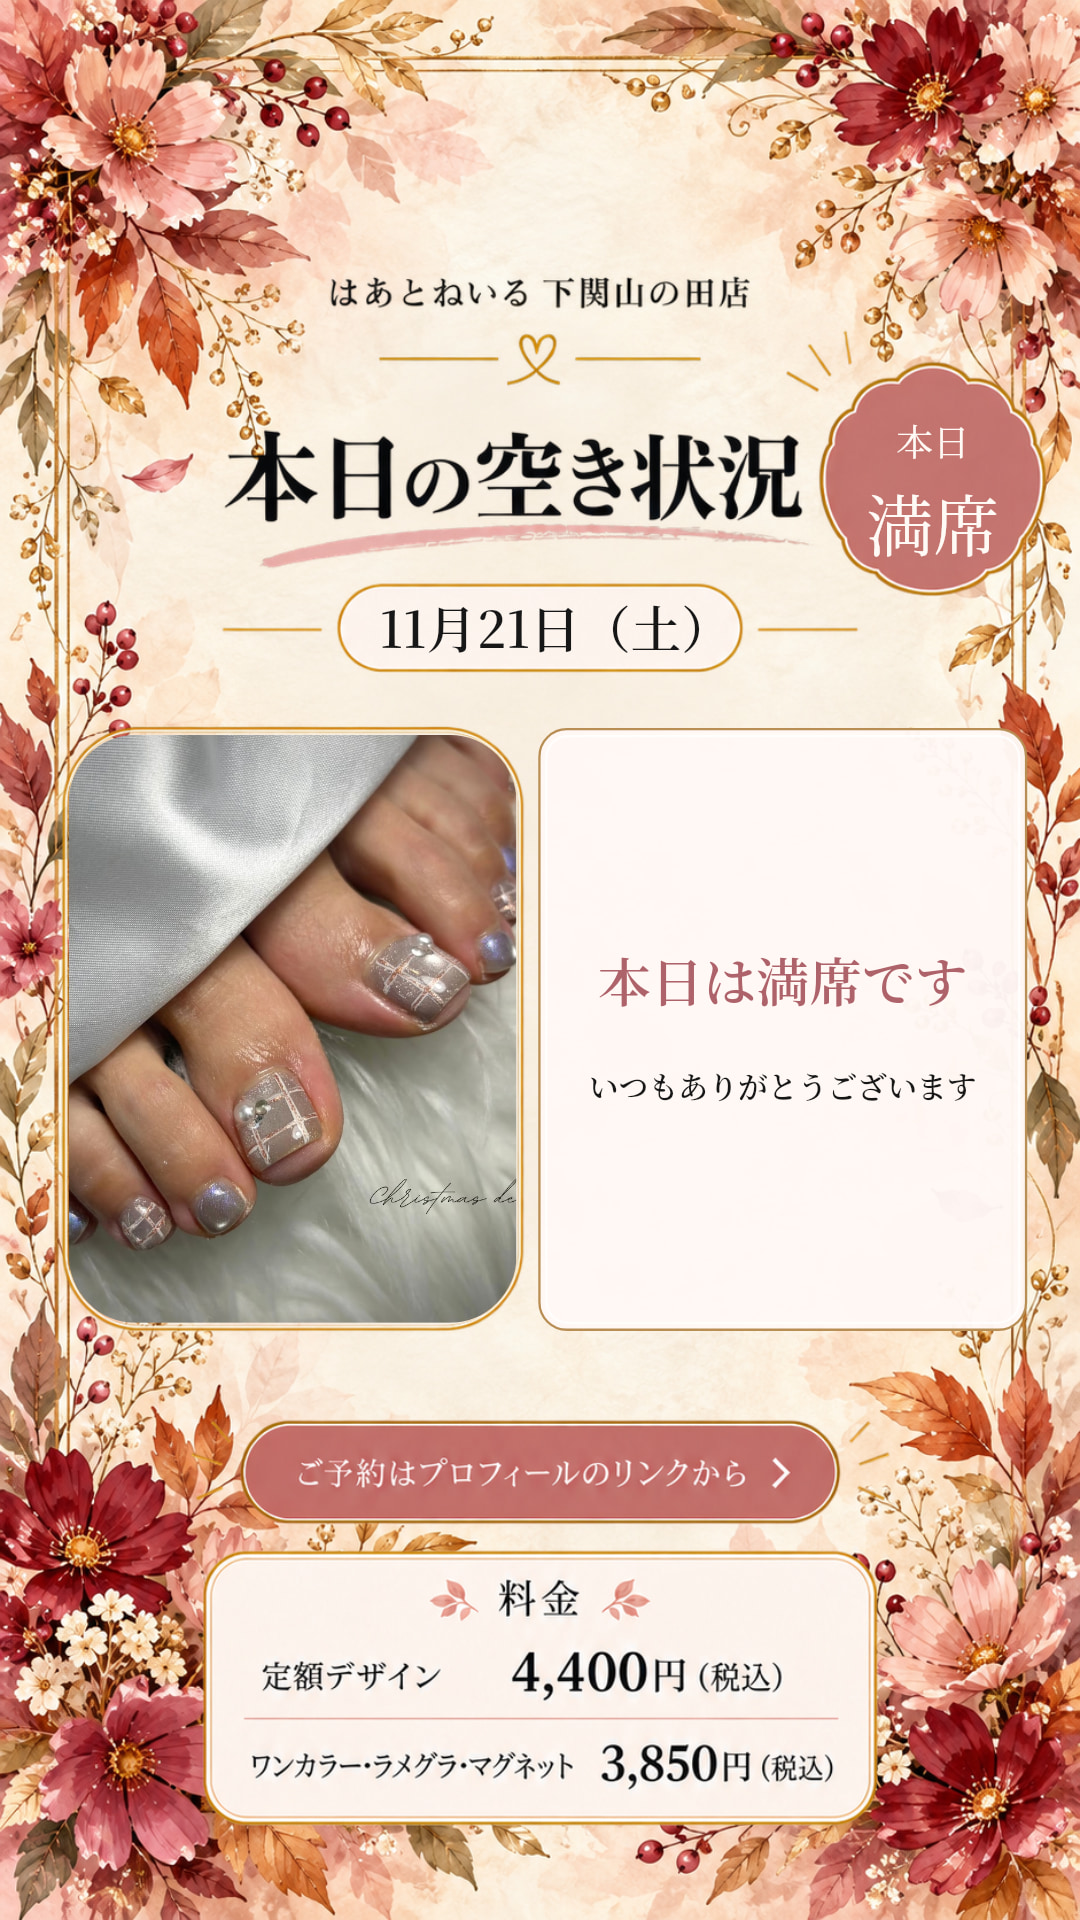 はあとねいる 下関山の田店
本日の空き状況
本日
満席
11月21日（土）
本日は満席です
いつもありがとうございます
Christmas de
ご予約はプロフィールのリンクから
料金
定額デザイン 4,400円 (税込)
ワンカラー・ラメグラ・マグネット 3,850円 (税込)